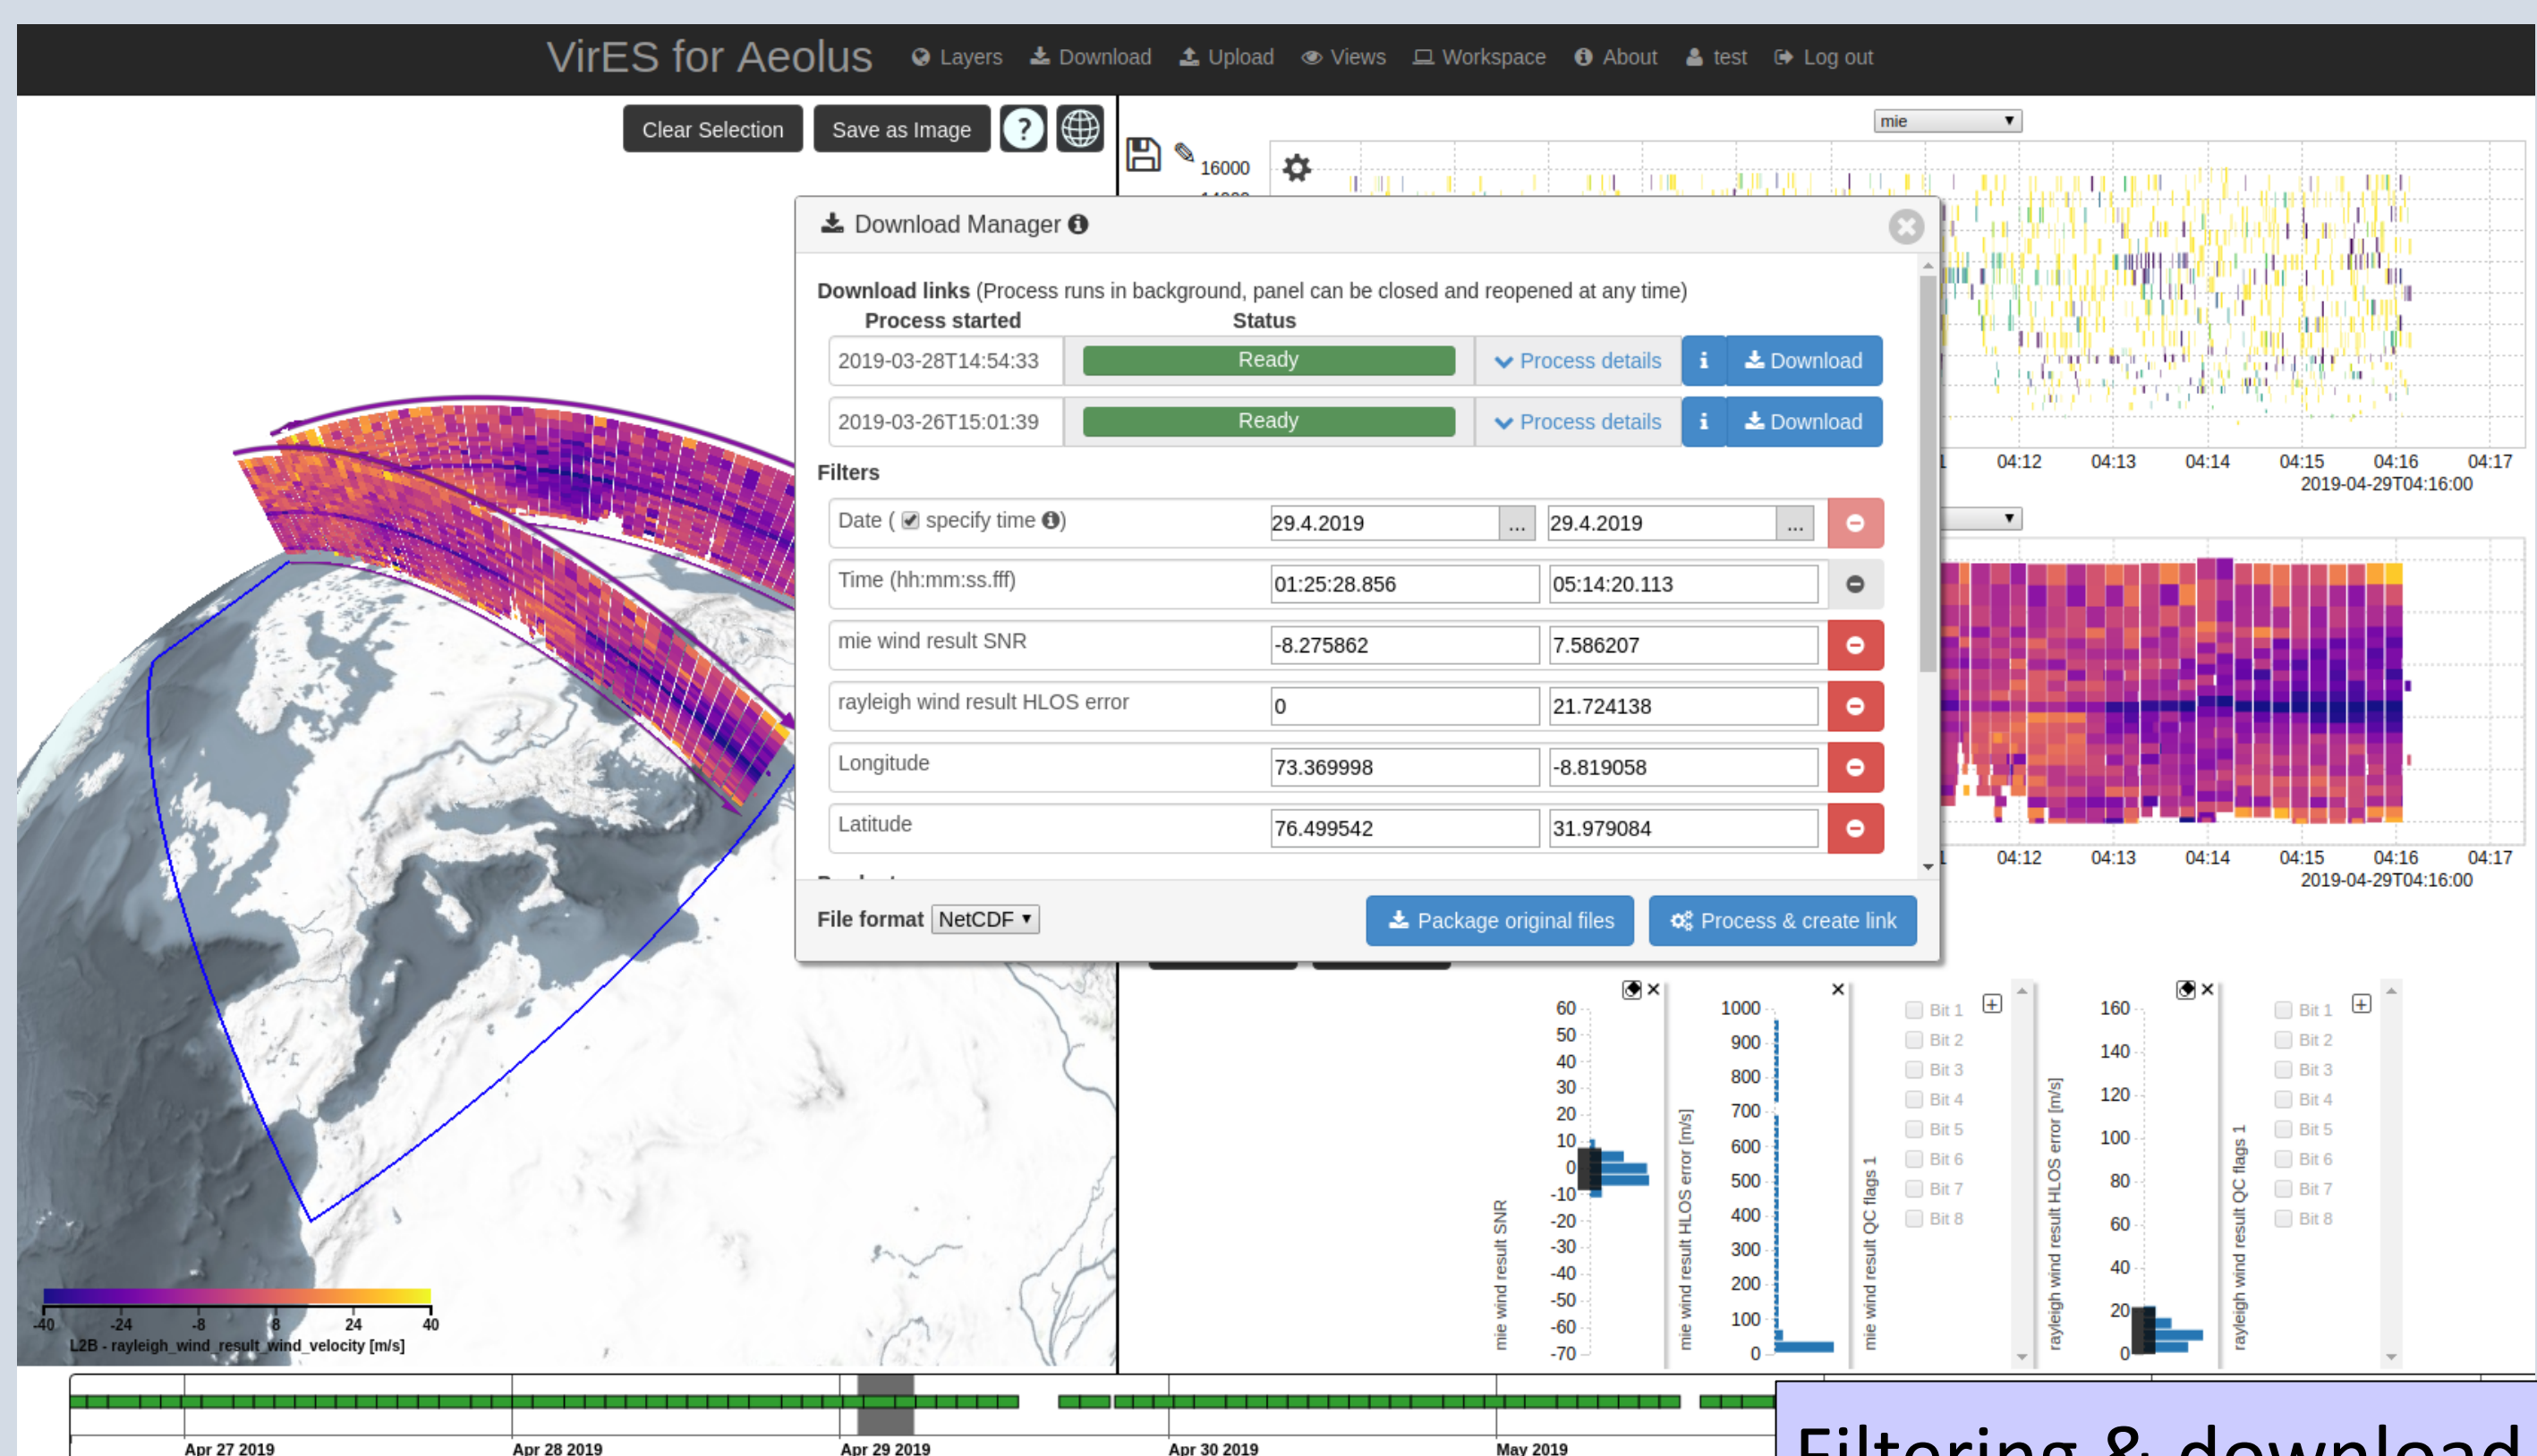 VirES for Aeolus Layers Download Upload Views Workspace About test Log out
Clear Selection Save as Image ?
mie
16000
Download Manager
Download links (Process runs in background, panel can be closed and reopened at any time)
Process started Status
2019-03-28T14:54:33 Ready Process details i Download
2019-03-26T15:01:39 Ready Process details i Download
Filters
Date ( specify time ) 29.4.2019 ... 29.4.2019 ...
Time (hh:mm:ss.fff) 01:25:28.856 05:14:20.113
mie wind result SNR -8.275862 7.586207
rayleigh wind result HLOS error 0 21.724138
Longitude 73.369998 -8.819058
Latitude 76.499542 31.979084
File format NetCDF Package original files Process & create link
04:12 04:13 04:14 04:15 04:16 04:17
2019-04-29T04:16:00
04:12 04:13 04:14 04:15 04:16 04:17
2019-04-29T04:16:00
mie wind result SNR
60
50
40
30
20
10
0
-10
-20
-30
-40
-50
-60
-70
mie wind result HLOS error [m/s]
1000
900
800
700
600
500
400
300
200
100
0
mie wind result QC flags 1
Bit 1
Bit 2
Bit 3
Bit 4
Bit 5
Bit 6
Bit 7
Bit 8
rayleigh wind result HLOS error [m/s]
160
140
120
100
80
60
40
20
0
rayleigh wind result QC flags 1
Bit 1
Bit 2
Bit 3
Bit 4
Bit 5
Bit 6
Bit 7
Bit 8
-40 -24 -8 8 24 40
L2B - rayleigh_wind_result_wind_velocity [m/s]
Apr 27 2019 Apr 28 2019 Apr 29 2019 Apr 30 2019 May 2019
Filtering & download